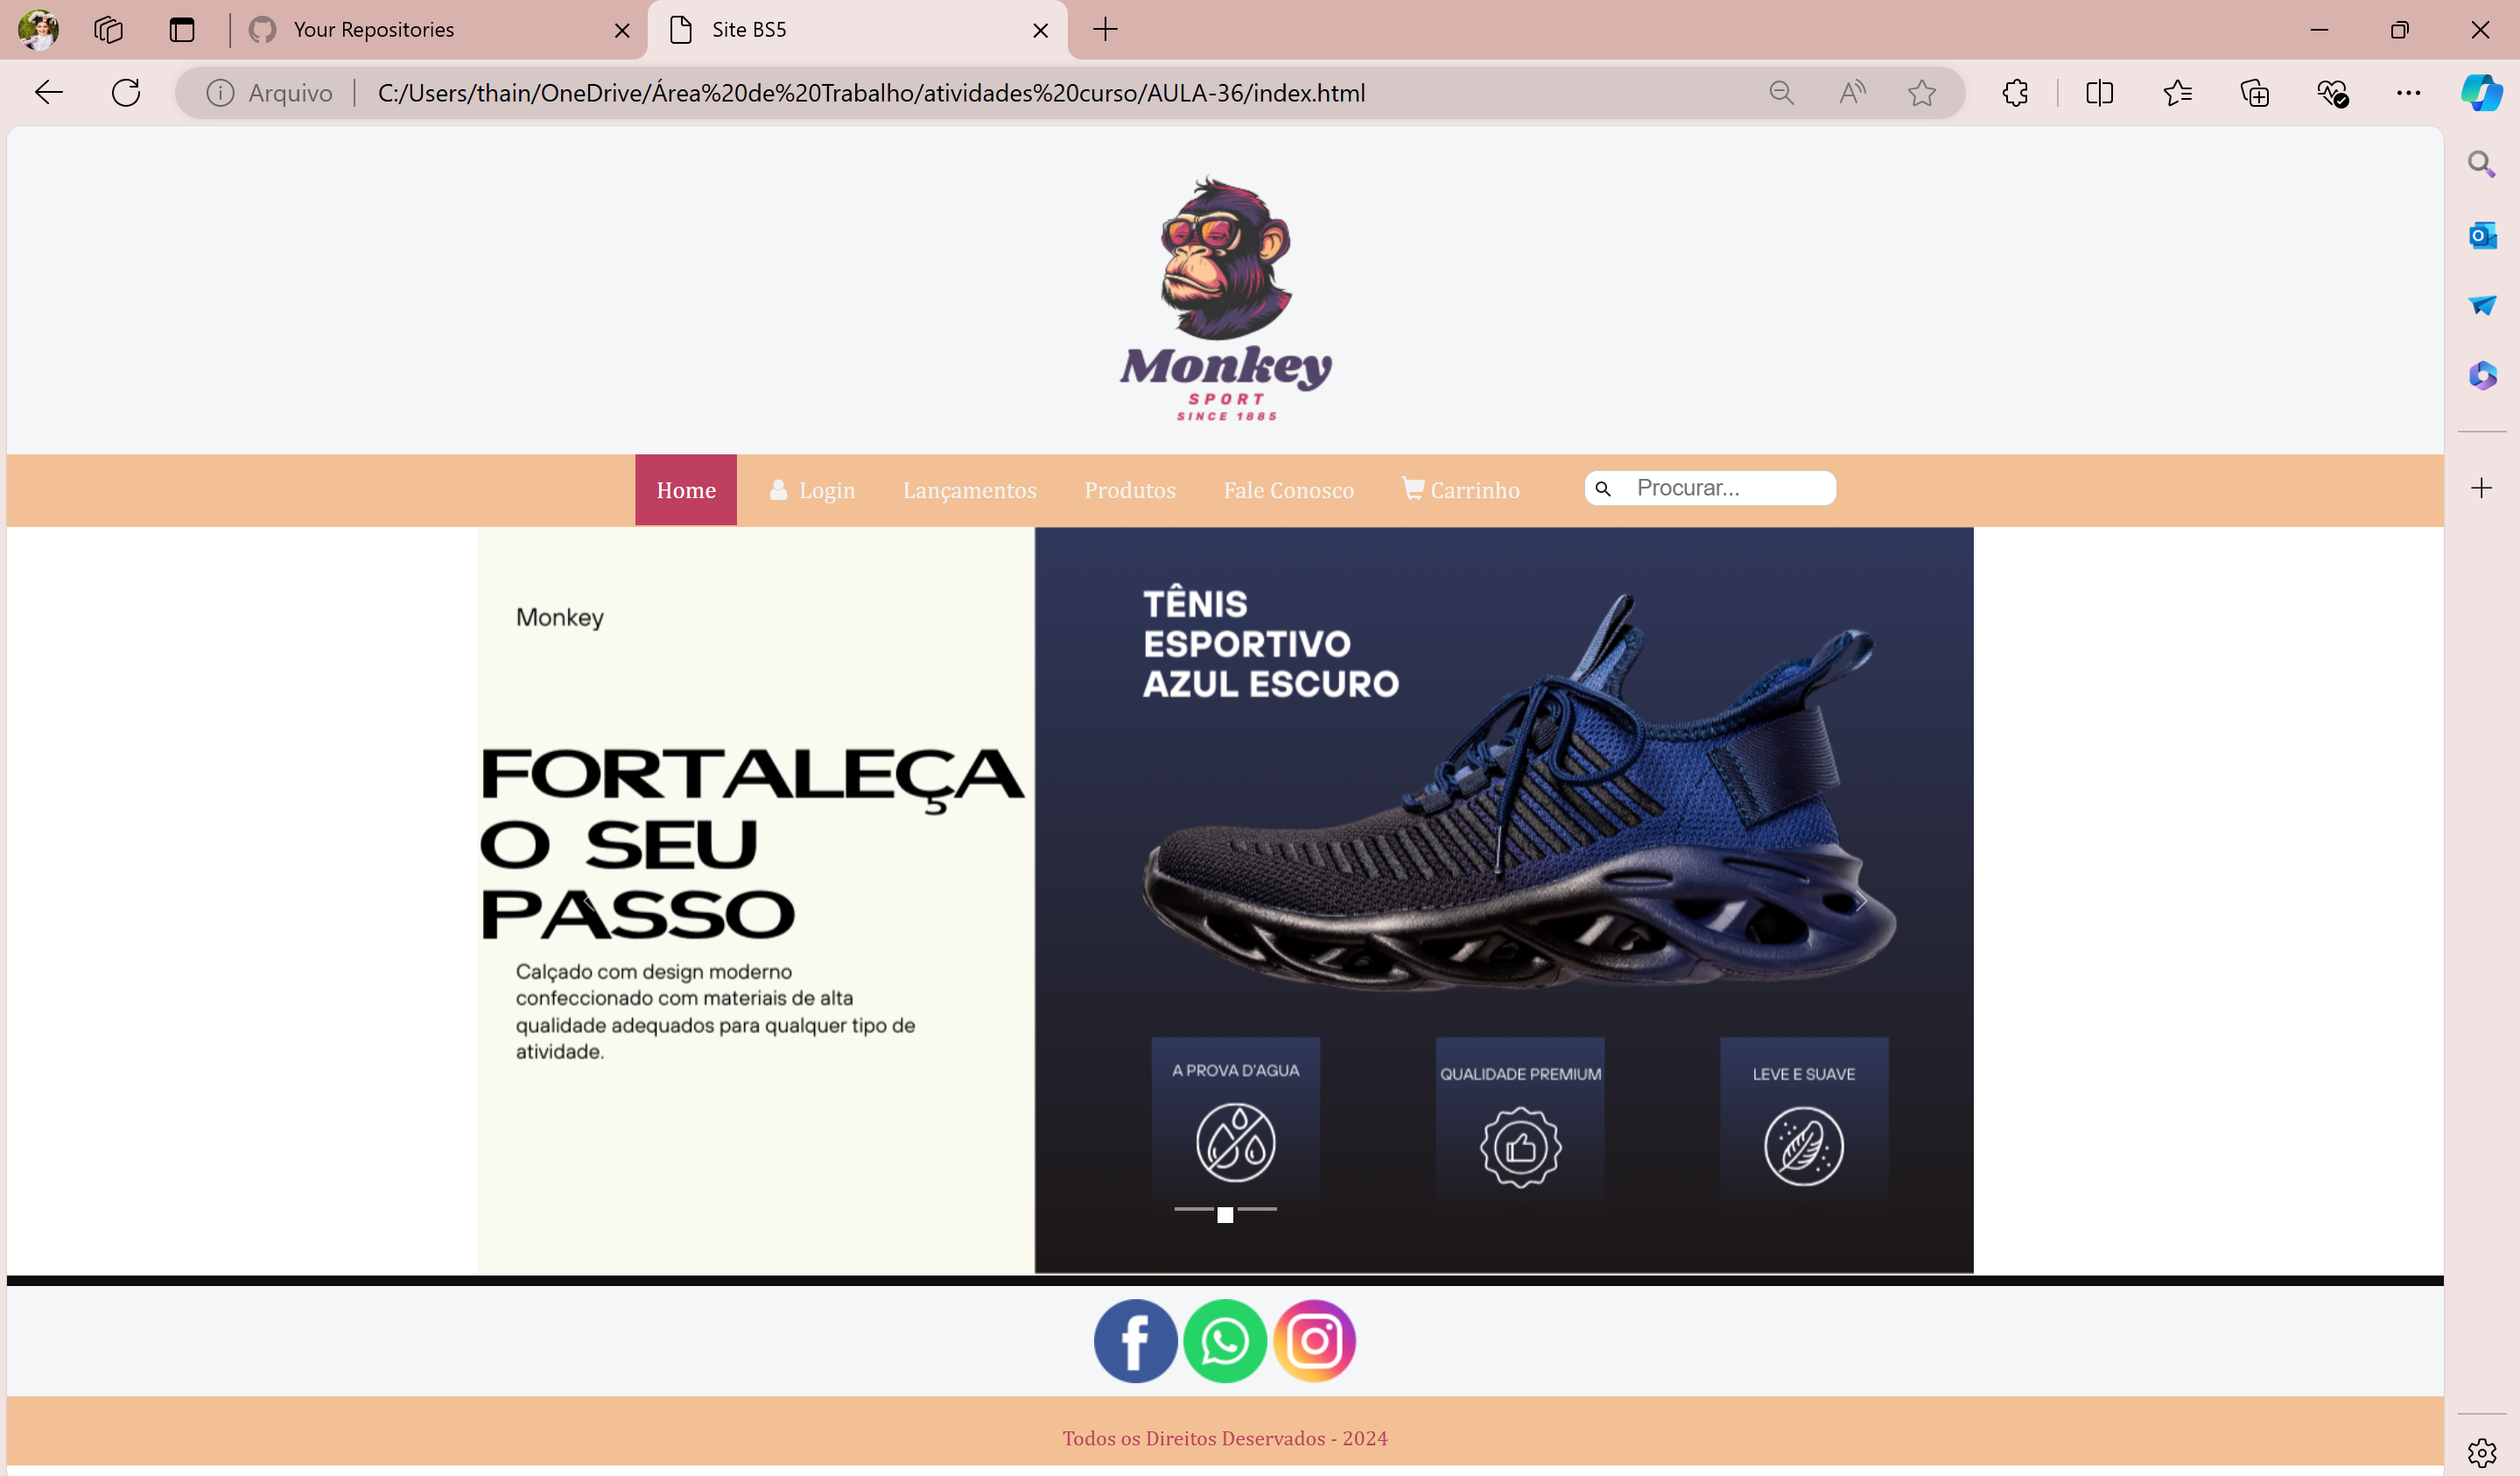 Your Repositories
Site BS5
Arquivo
C:/Users/thain/OneDrive/Área%20de%20Trabalho/atividades%20curso/AULA-36/index.html
Monkey
SPORT
SINCE 1885
Home
Login
Lançamentos
Produtos
Fale Conosco
Carrinho
Procurar...
Monkey
FORTALEÇA
O SEU
PASSO
Calçado com design moderno
confeccionado com materiais de alta
qualidade adequados para qualquer tipo de
atividade.
TÊNIS
ESPORTIVO
AZUL ESCURO
A PROVA D'AGUA
QUALIDADE PREMIUM
LEVE E SUAVE
Todos os Direitos Deservados - 2024